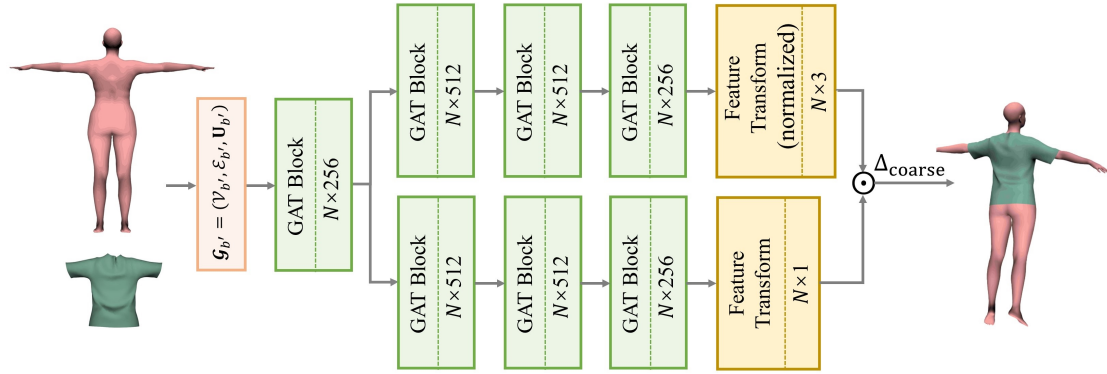 𝓖_b′ = (𝒱_b′, ℰ_b′, 𝐔_b′)
GAT Block
N×256
GAT Block
N×512
GAT Block
N×512
GAT Block
N×256
Feature
Transform
(normalized)
N×3
GAT Block
N×512
GAT Block
N×512
GAT Block
N×256
Feature
Transform
N×1
⊙
Δ_coarse